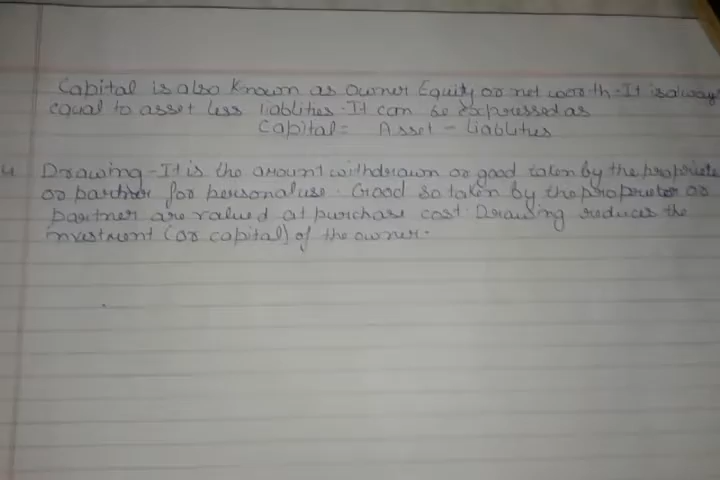 Capital is also known as owner Equity or net worth - It is alway
equal to asset less liablities. It can be Expressed as
Capital = Asset - Liablities
4 Drawing - It is the amount withdrawn or good taken by the propriete
or partner for personal use. Good so taken by the proprietor or
partner are valued at purchase cost. Drawing reduces the
investment (or capital) of the owner.